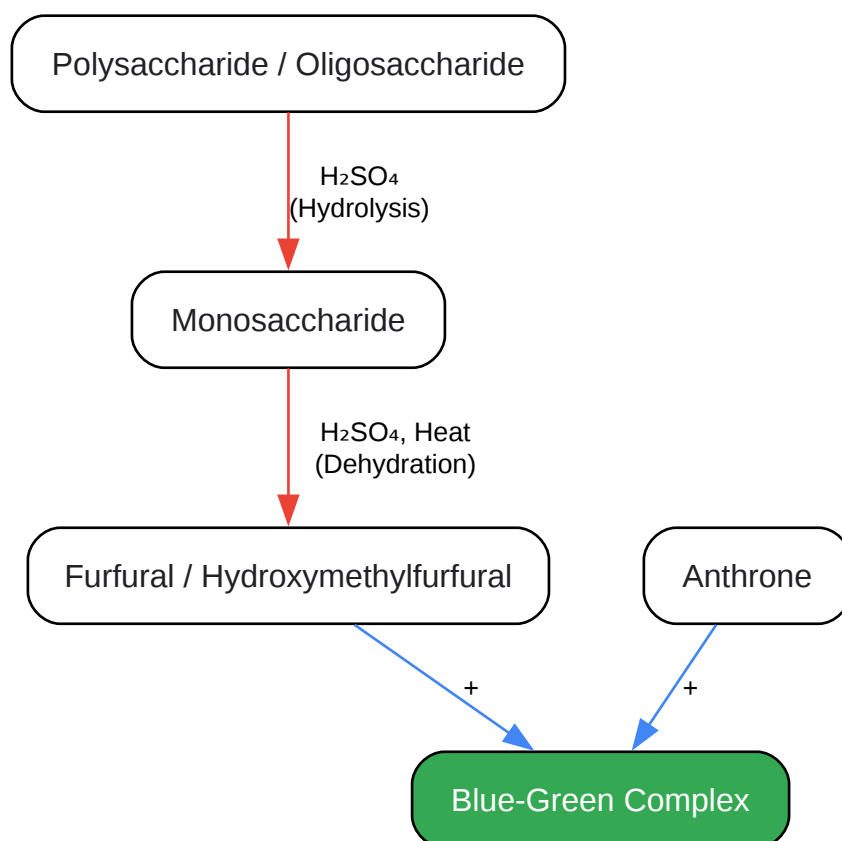 Polysaccharide / Oligosaccharide
H₂SO₄
(Hydrolysis)
Monosaccharide
H₂SO₄, Heat
(Dehydration)
Furfural / Hydroxymethylfurfural
Anthrone
+
+
Blue-Green Complex